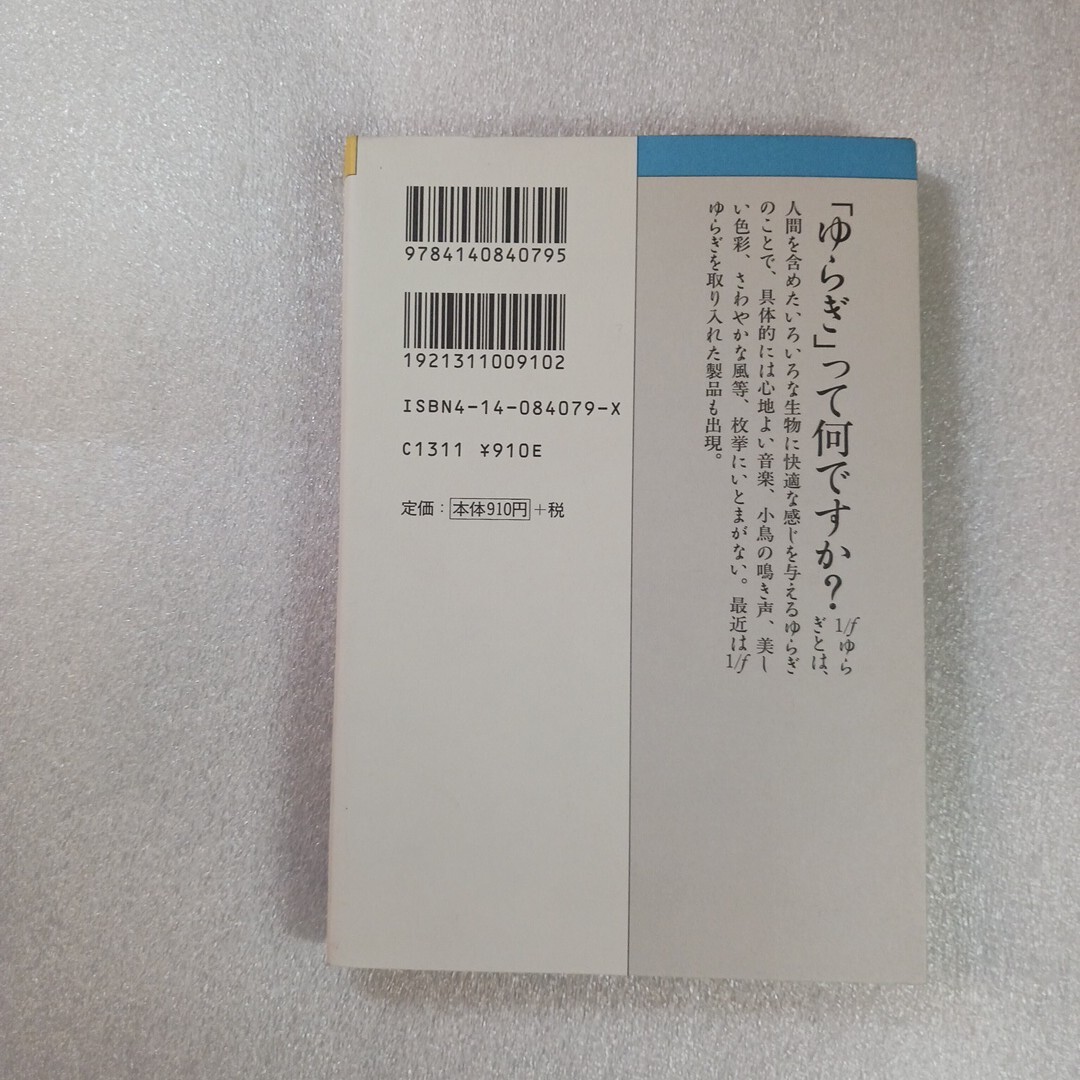 9784140840795
1921311009102
ISBN4-14-084079-X
C1311 ¥910E
定価：本体910円＋税
「ゆらぎ」って何ですか？
1/fゆら
ぎとは、
人間を含めたいろいろな生物に快適な感じを与えるゆらぎ
のことで、具体的には心地よい音楽、小鳥の鳴き声、美し
い色彩、さわやかな風等、枚挙にいとまがない。最近は1/f
ゆらぎを取り入れた製品も出現。